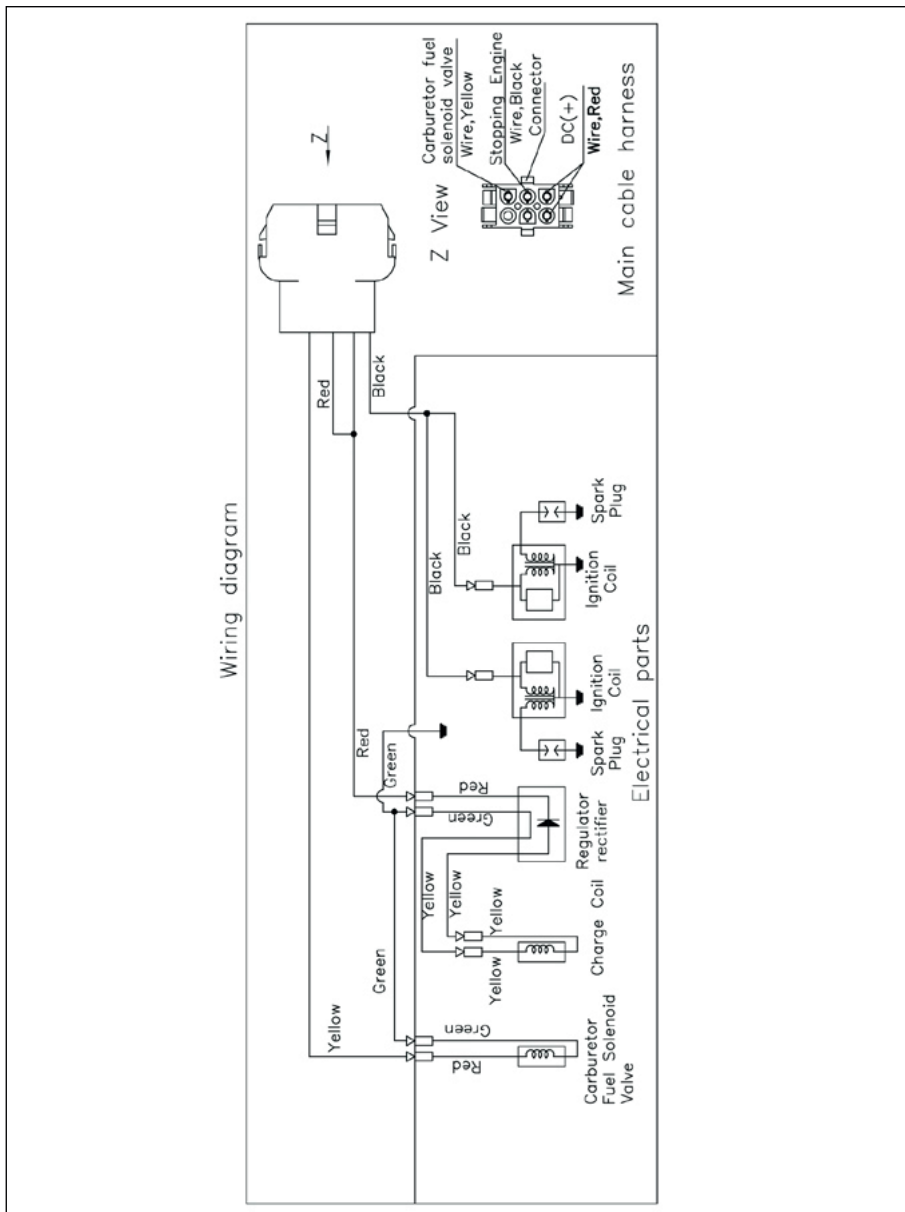 Wiring diagram
Z
Carburetor fuel
solenoid valve
Wire,Yellow
Stopping Engine
Wire,Black
Connector
DC(+)
Wire,Red
Z View
Main cable harness
Red
Black
Black
Black
Red
Green
Green
Yellow
Red
Green
Yellow
Yellow
Yellow
Yellow
Green
Red
Carburetor
Fuel Solenoid
Valve
Charge Coil
Regulator
rectifier
Spark
Plug
Ignition
Coil
Ignition
Coil
Spark
Plug
Electrical parts